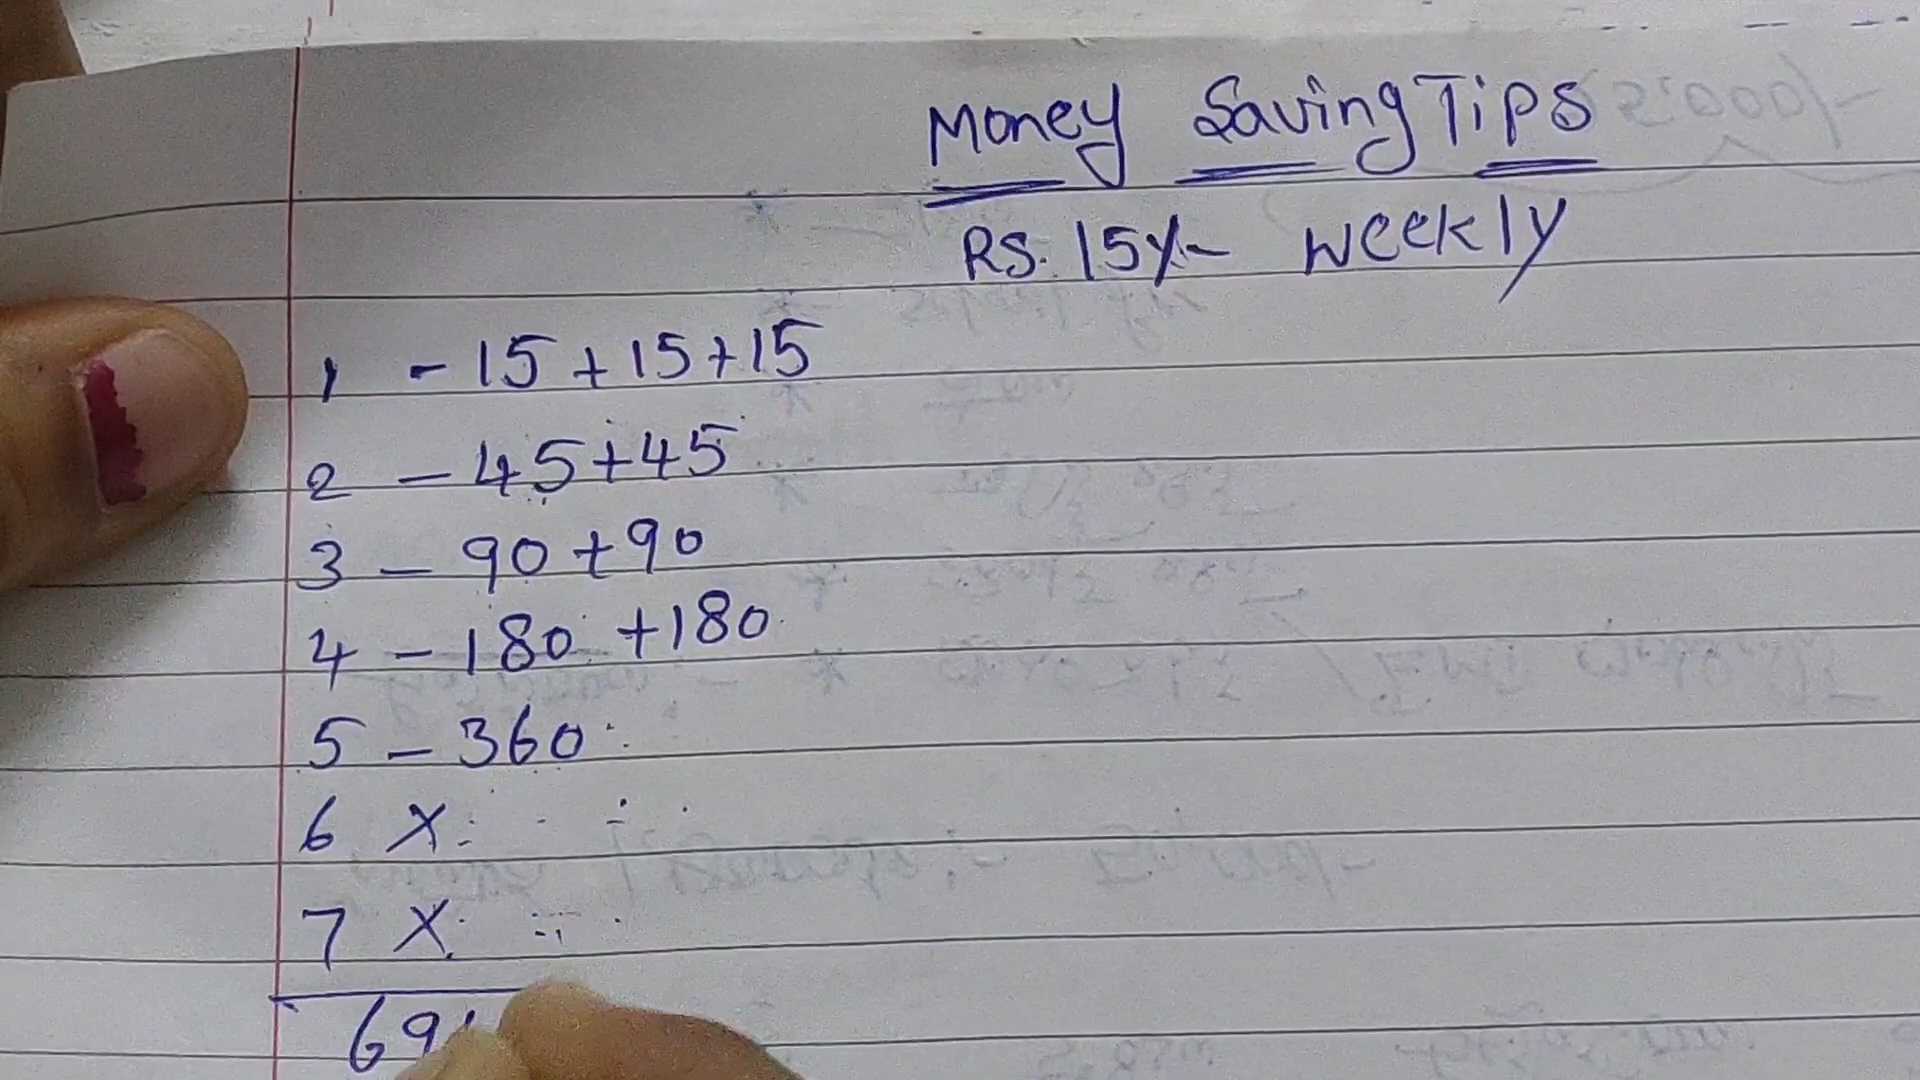 Money Saving Tips
RS. 15/- weekly
1 - 15 + 15 + 15
2 - 45 + 45
3 - 90 + 90
4 - 180 + 180
5 - 360
6 X
7 X
69